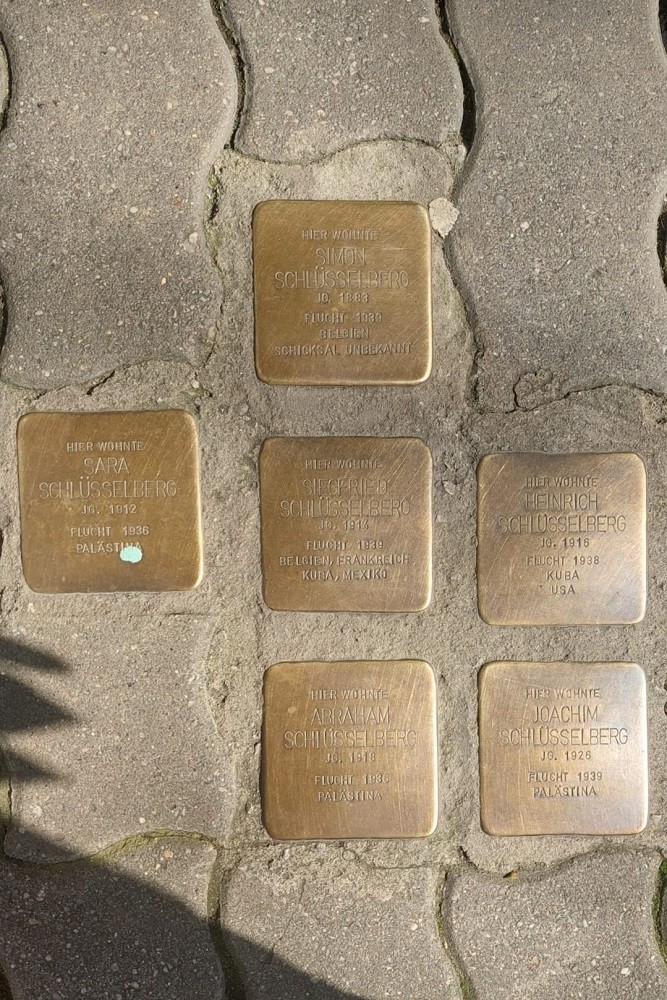 HIER WOHNTE
SIMON
SCHLÜSSELBERG
JG. 1883
FLUCHT 1939
BELGIEN
SCHICKSAL UNBEKANNT
HIER WOHNTE
SARA
SCHLÜSSELBERG
JG. 1912
FLUCHT 1936
PALÄSTINA
HIER WOHNTE
SIEGFRIED
SCHLÜSSELBERG
JG. 1914
FLUCHT 1939
BELGIEN, FRANKREICH
KUBA, MEXIKO
HIER WOHNTE
HEINRICH
SCHLÜSSELBERG
JG. 1916
FLUCHT 1938
KUBA
USA
HIER WOHNTE
ABRAHAM
SCHLÜSSELBERG
JG. 1919
FLUCHT 1936
PALÄSTINA
HIER WOHNTE
JOACHIM
SCHLÜSSELBERG
JG. 1926
FLUCHT 1939
PALÄSTINA